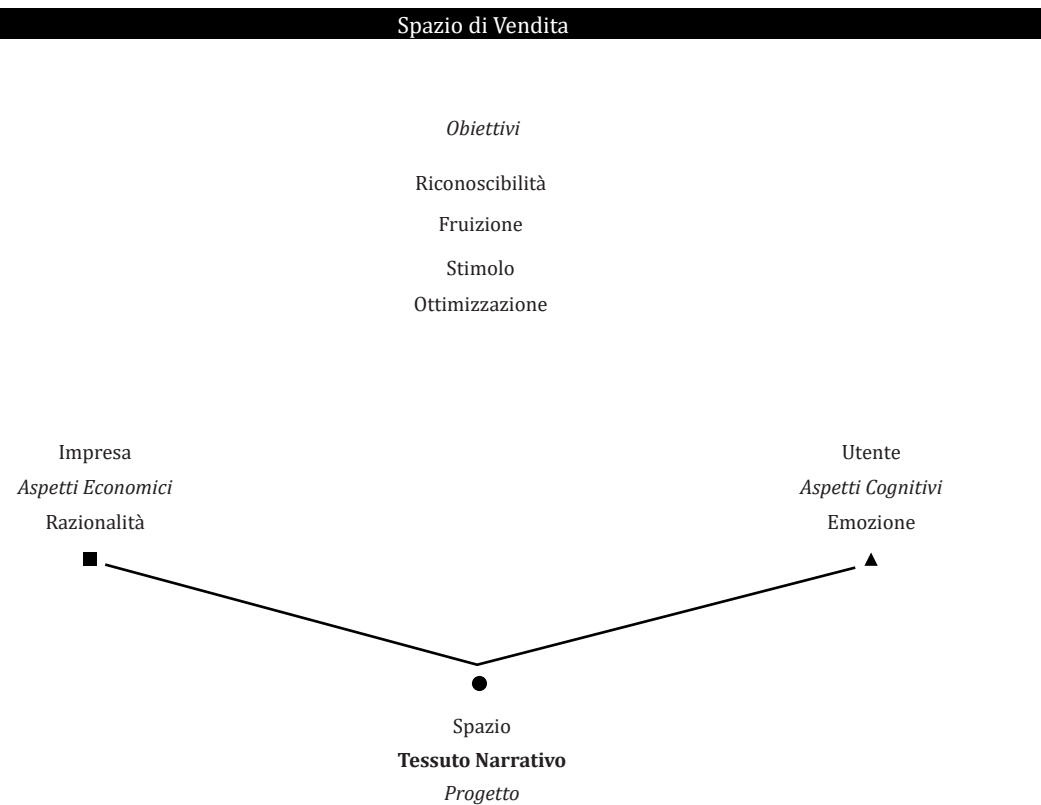 Spazio di Vendita
Obiettivi
Riconoscibilità
Fruizione
Stimolo
Ottimizzazione
Impresa
Aspetti Economici
Razionalità
Utente
Aspetti Cognitivi
Emozione
Spazio
Tessuto Narrativo
Progetto